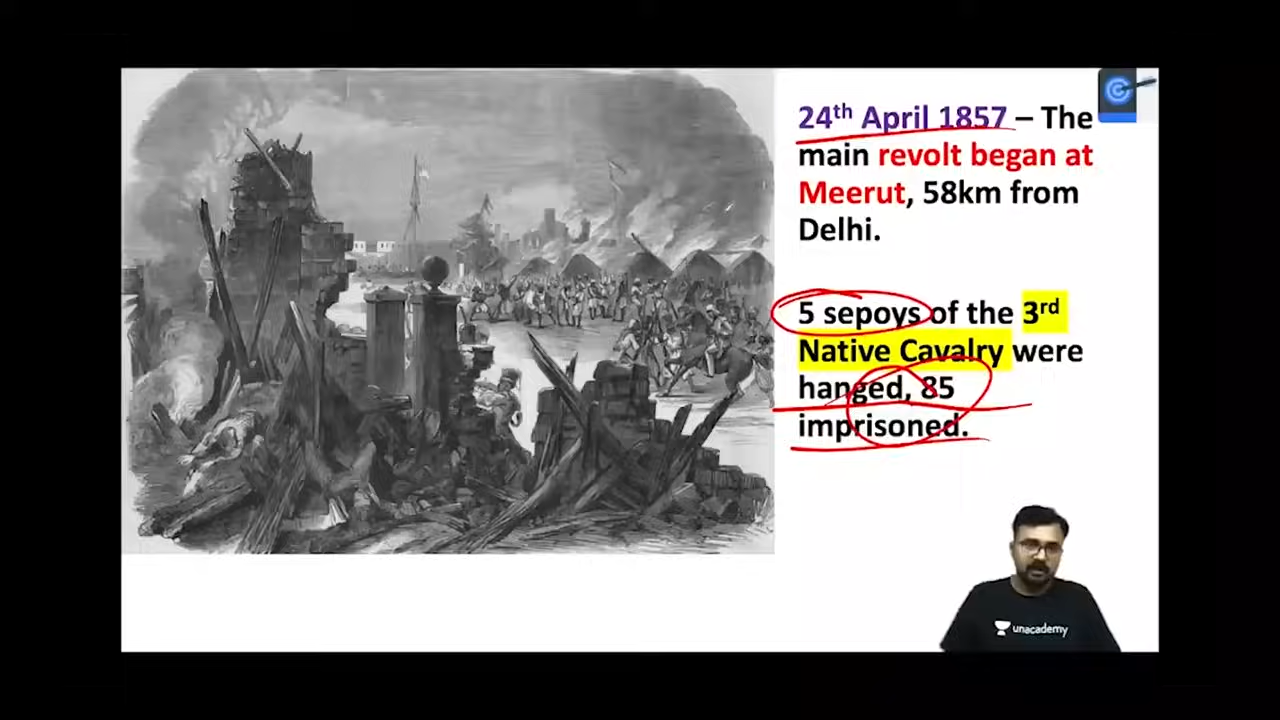 24th April 1857 – The
main revolt began at
Meerut, 58km from
Delhi.
5 sepoys of the 3rd
Native Cavalry were
hanged, 85
imprisoned.
unacademy